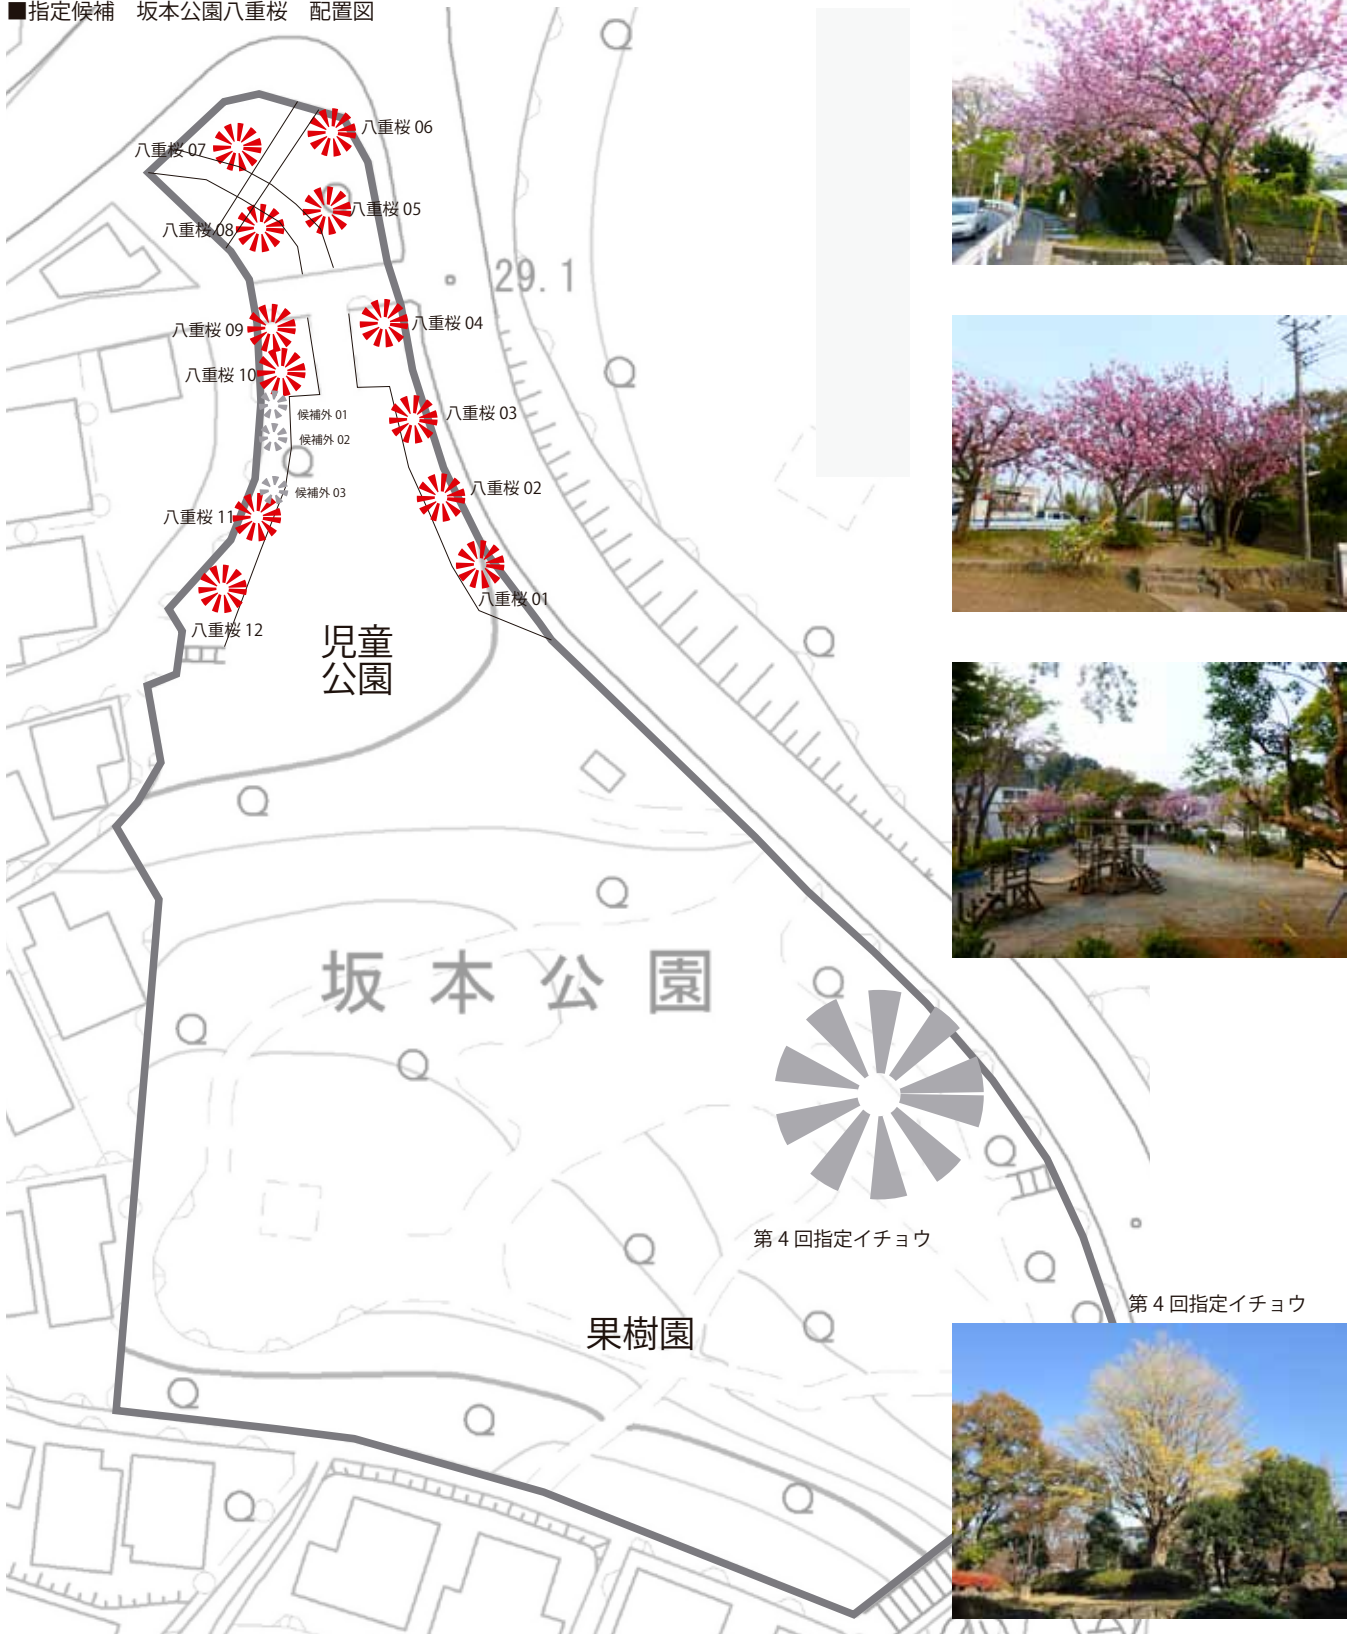 ■指定候補　坂本公園八重桜　配置図
八重桜 06
八重桜 07
八重桜 05
八重桜 08
29.1
八重桜 09
八重桜 04
八重桜 10
候補外 01
八重桜 03
候補外 02
候補外 03
八重桜 02
八重桜 11
八重桜 01
八重桜 12
児童
公園
坂本公園
第 4 回指定イチョウ
第 4 回指定イチョウ
果樹園